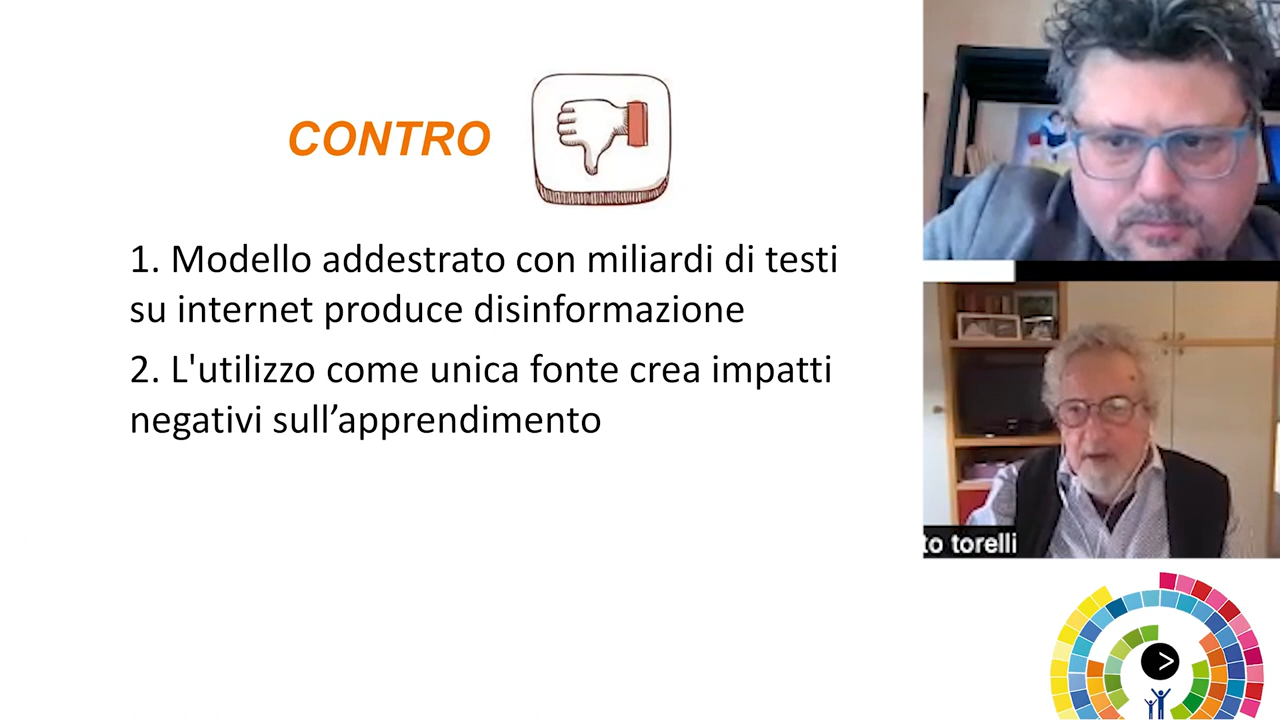 CONTRO
1. Modello addestrato con miliardi di testi
su internet produce disinformazione
2. L'utilizzo come unica fonte crea impatti
negativi sull’apprendimento
to torelli
>